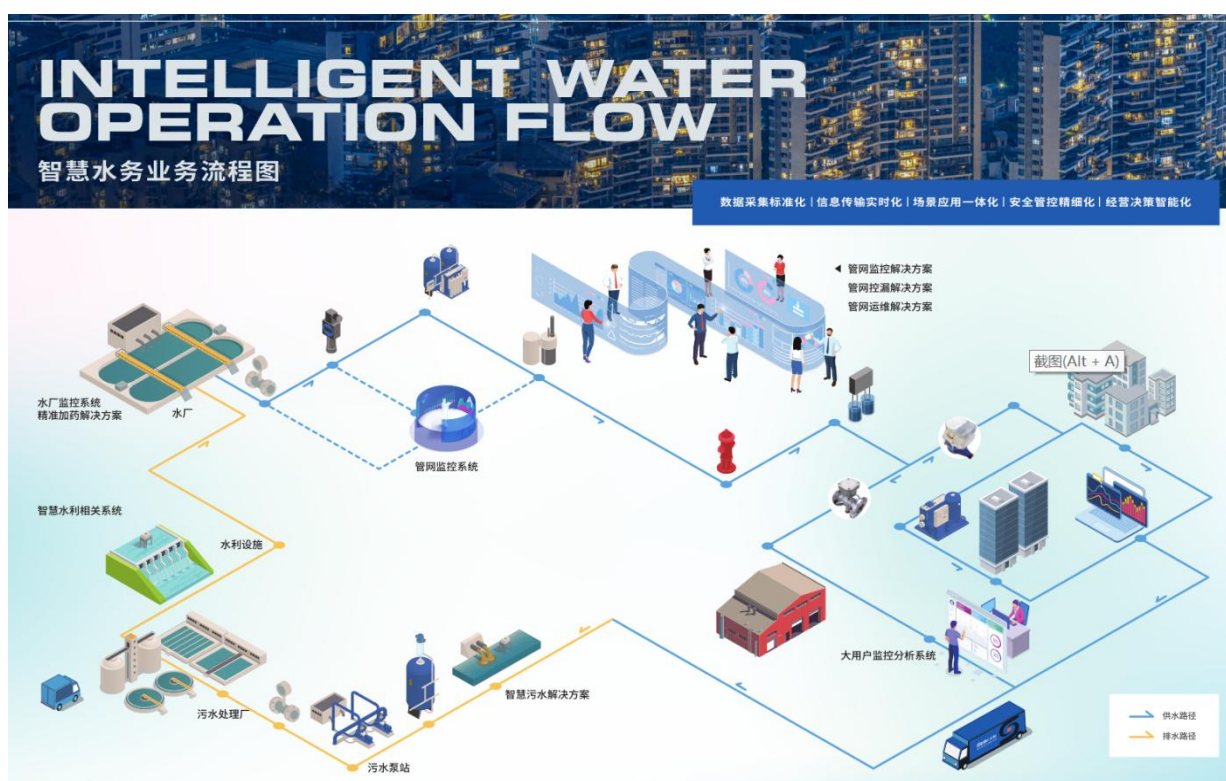 INTELLIGENT WATER
OPERATION FLOW
智慧水务业务流程图
数据采集标准化 | 信息传输实时化 | 场景应用一体化 | 安全管控精细化 | 经营决策智能化
管网监控解决方案
管网控漏解决方案
管网运维解决方案
截图(Alt + A)
水厂监控系统
精准加药解决方案
水厂
管网监控系统
智慧水利相关系统
水利设施
大用户监控分析系统
智慧污水解决方案
污水处理厂
污水泵站
供水路径
排水路径